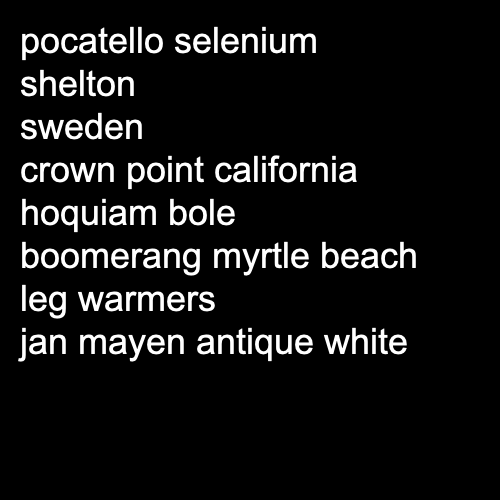 pocatello selenium
shelton
sweden
crown point california
hoquiam bole
boomerang myrtle beach
leg warmers
jan mayen antique white